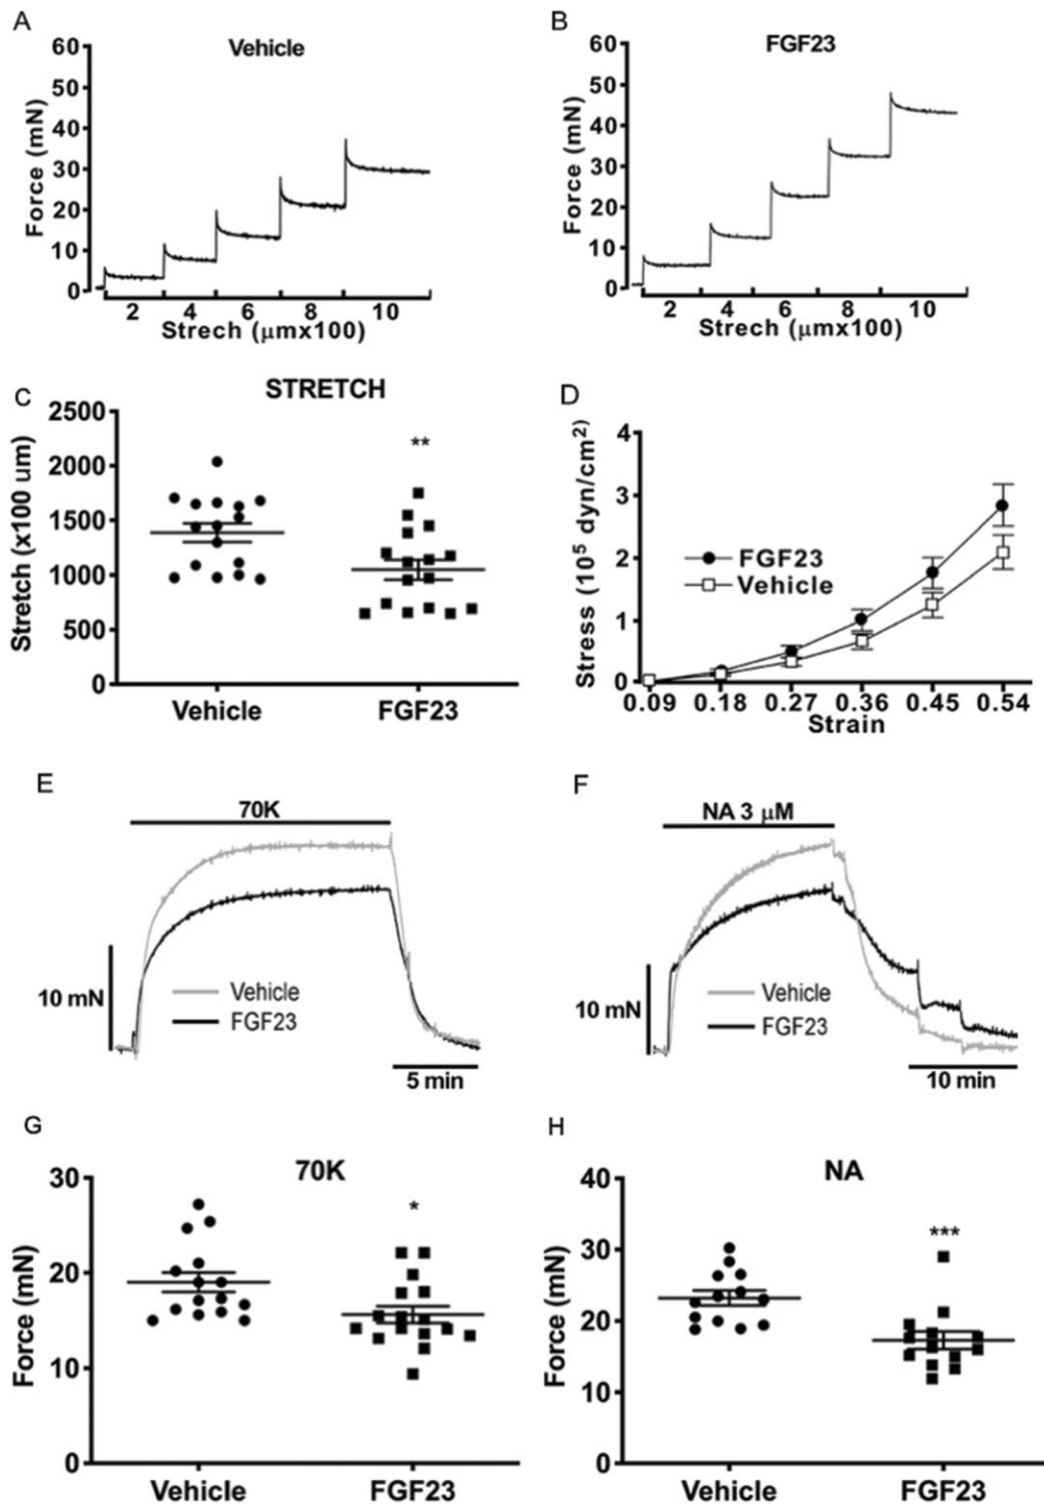 A
Vehicle
60
50
40
30
20
10
0
Force (mN)
2 4 6 8 10
Strech (μmx100)
B
FGF23
60
50
40
30
20
10
0
Force (mN)
2 4 6 8 10
Strech (μmx100)
C
STRETCH
2500
2000
1500
1000
500
0
Stretch (x100 um)
**
Vehicle FGF23
D
4
3
2
1
0
Stress (10⁵ dyn/cm²)
FGF23
Vehicle
0.09 0.18 0.27 0.36 0.45 0.54
Strain
E
70K
10 mN
Vehicle
FGF23
5 min
F
NA 3 μM
10 mN
Vehicle
FGF23
10 min
G
70K
30
20
10
0
Force (mN)
*
Vehicle FGF23
H
NA
40
30
20
10
0
Force (mN)
***
Vehicle FGF23